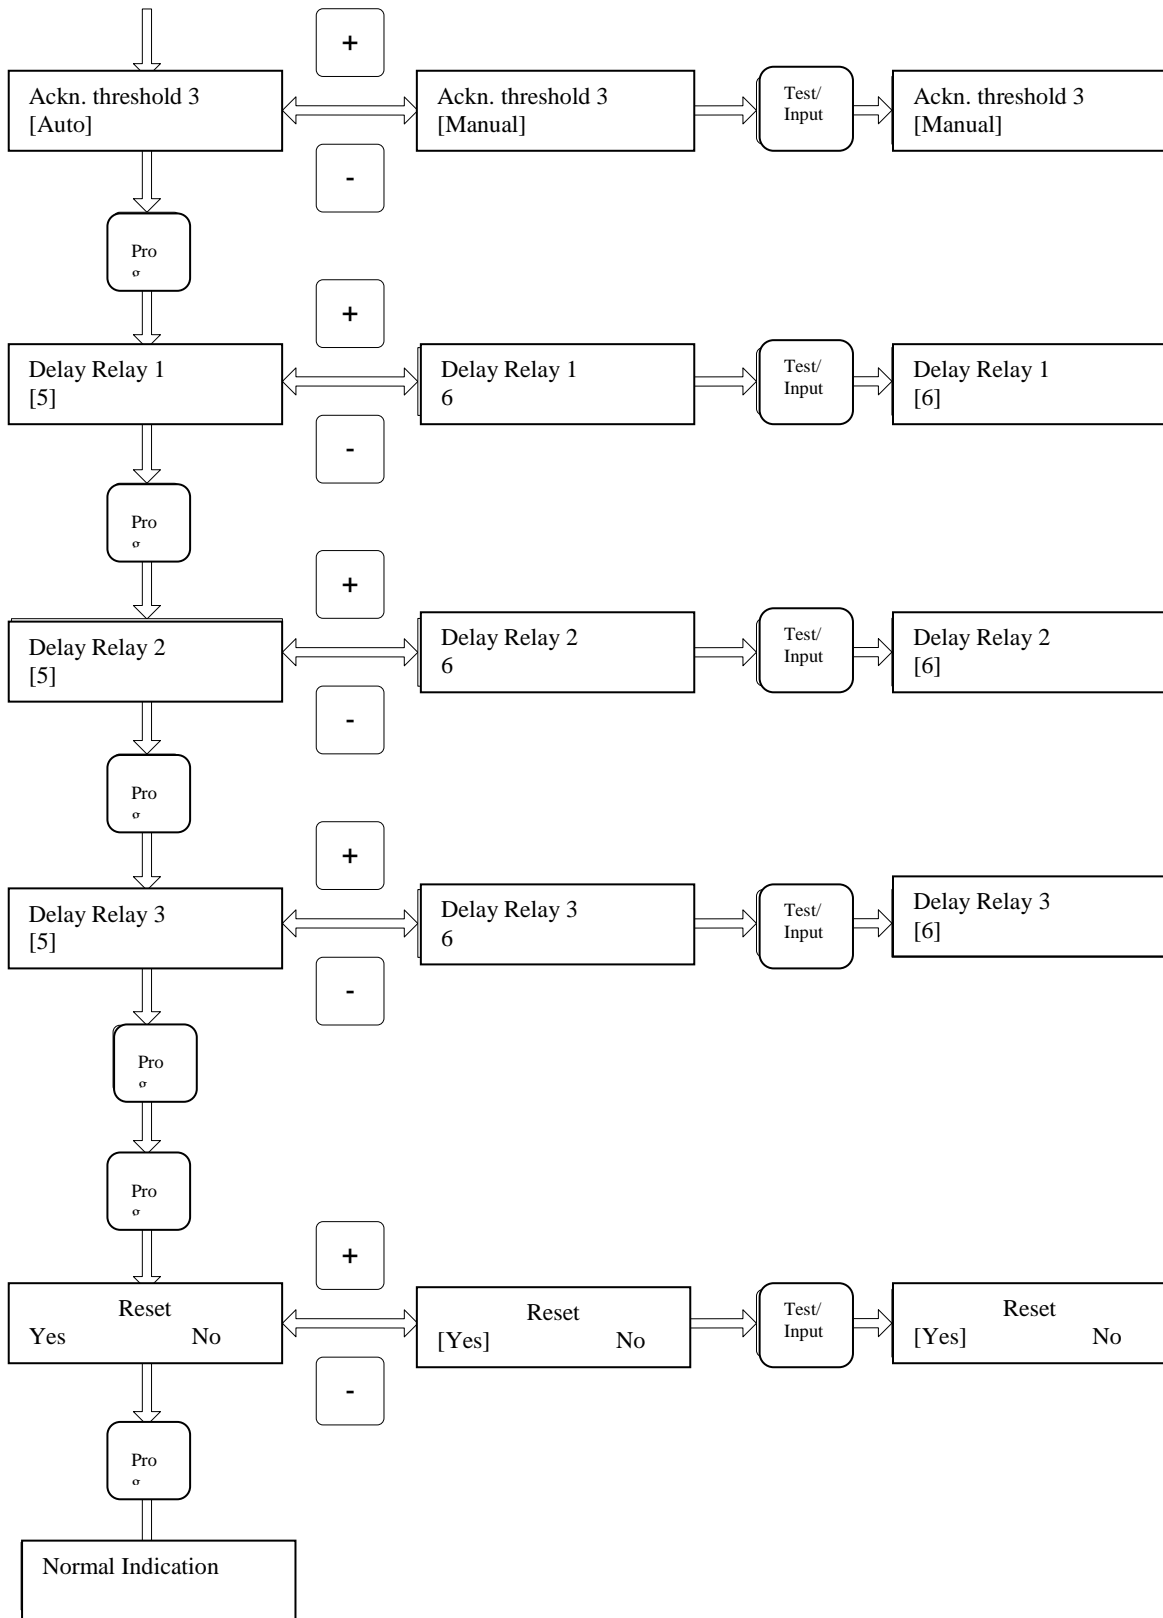 +
Ackn. threshold 3
[Auto]
Ackn. threshold 3
[Manual]
Test/
Input
Ackn. threshold 3
[Manual]
-
Pro
+
Delay Relay 1
[5]
Delay Relay 1
6
Test/
Input
Delay Relay 1
[6]
-
Pro
+
Delay Relay 2
[5]
Delay Relay 2
6
Test/
Input
Delay Relay 2
[6]
-
Pro
+
Delay Relay 3
[5]
Delay Relay 3
6
Test/
Input
Delay Relay 3
[6]
-
Pro
Pro
+
Reset
Yes No
Reset
[Yes] No
Test/
Input
Reset
[Yes] No
-
Pro
Normal Indication